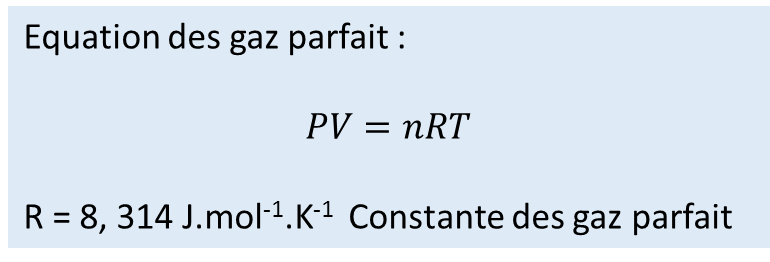 Equation des gaz parfait :
PV = nRT
R = 8, 314 J.mol⁻¹.K⁻¹ Constante des gaz parfait